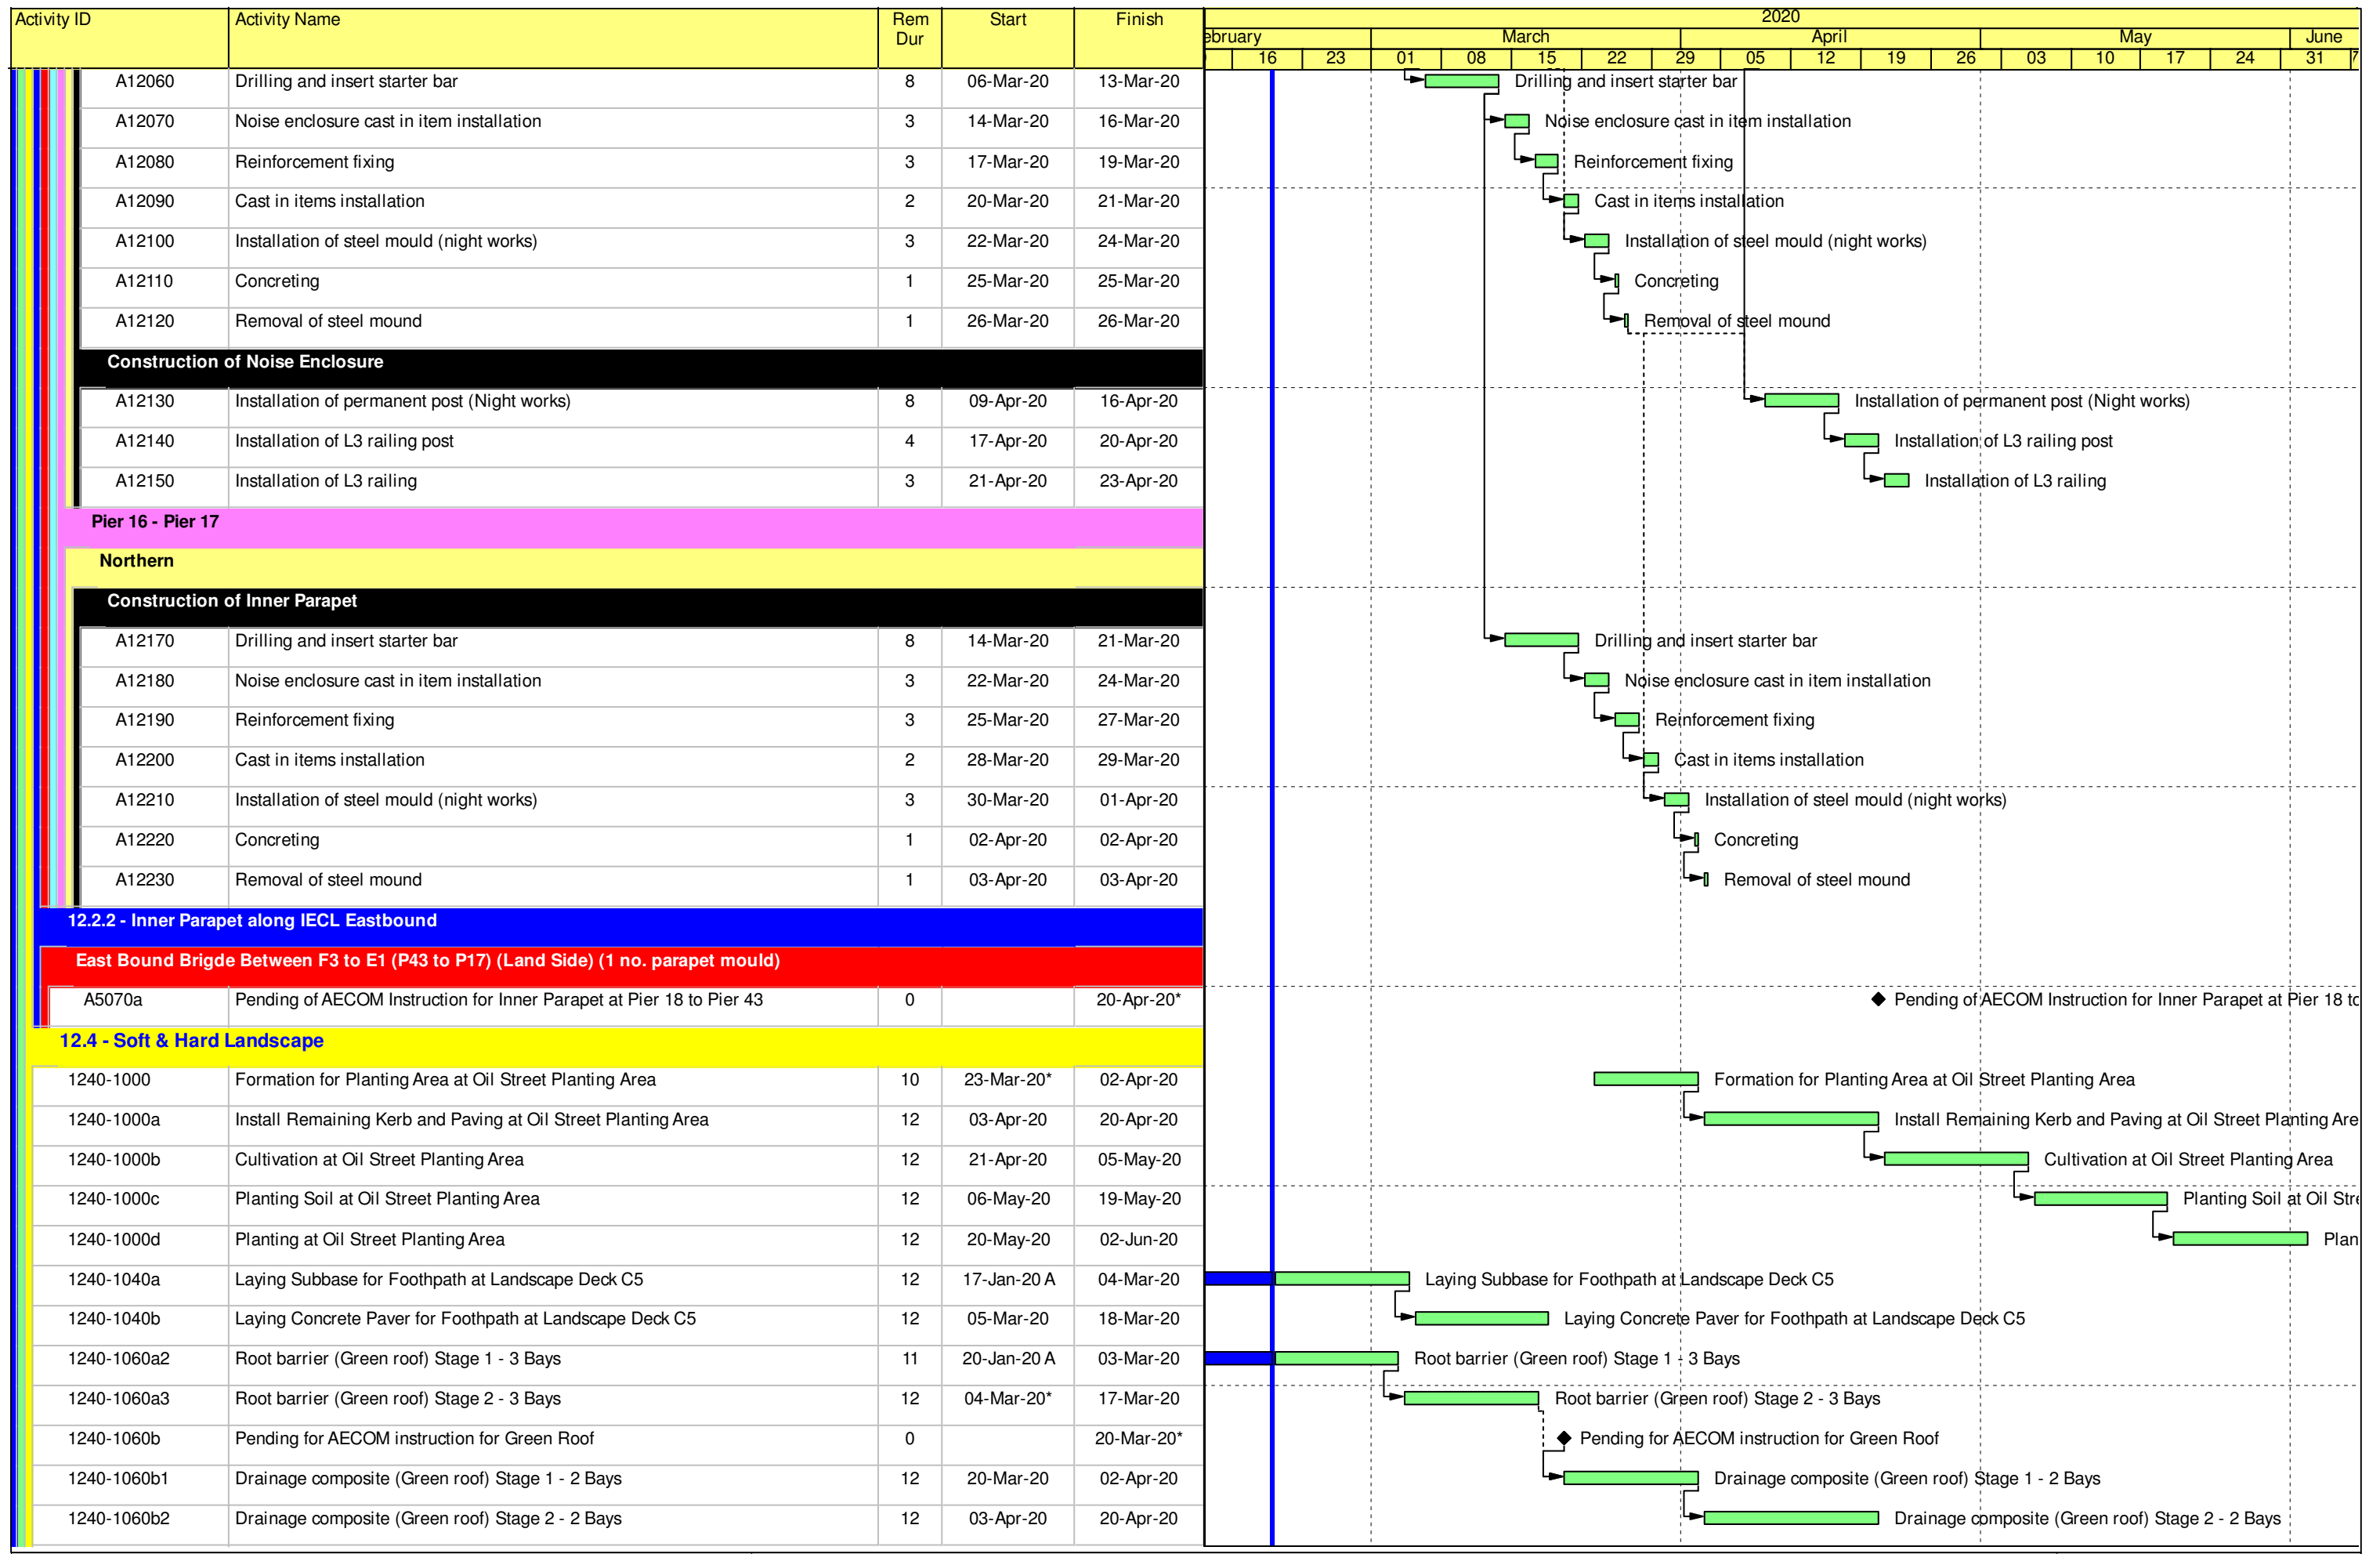 Activity ID Activity Name Rem Dur Start Finish 2020
ebruary March April May June
16 23 01 08 15 22 29 05 12 19 26 03 10 17 24 31 7
A12060 Drilling and insert starter bar 8 06-Mar-20 13-Mar-20 Drilling and insert starter bar
A12070 Noise enclosure cast in item installation 3 14-Mar-20 16-Mar-20 Noise enclosure cast in item installation
A12080 Reinforcement fixing 3 17-Mar-20 19-Mar-20 Reinforcement fixing
A12090 Cast in items installation 2 20-Mar-20 21-Mar-20 Cast in items installation
A12100 Installation of steel mould (night works) 3 22-Mar-20 24-Mar-20 Installation of steel mould (night works)
A12110 Concreting 1 25-Mar-20 25-Mar-20 Concreting
A12120 Removal of steel mound 1 26-Mar-20 26-Mar-20 Removal of steel mound
Construction of Noise Enclosure
A12130 Installation of permanent post (Night works) 8 09-Apr-20 16-Apr-20 Installation of permanent post (Night works)
A12140 Installation of L3 railing post 4 17-Apr-20 20-Apr-20 Installation of L3 railing post
A12150 Installation of L3 railing 3 21-Apr-20 23-Apr-20 Installation of L3 railing
Pier 16 - Pier 17
Northern
Construction of Inner Parapet
A12170 Drilling and insert starter bar 8 14-Mar-20 21-Mar-20 Drilling and insert starter bar
A12180 Noise enclosure cast in item installation 3 22-Mar-20 24-Mar-20 Noise enclosure cast in item installation
A12190 Reinforcement fixing 3 25-Mar-20 27-Mar-20 Reinforcement fixing
A12200 Cast in items installation 2 28-Mar-20 29-Mar-20 Cast in items installation
A12210 Installation of steel mould (night works) 3 30-Mar-20 01-Apr-20 Installation of steel mould (night works)
A12220 Concreting 1 02-Apr-20 02-Apr-20 Concreting
A12230 Removal of steel mound 1 03-Apr-20 03-Apr-20 Removal of steel mound
12.2.2 - Inner Parapet along IECL Eastbound
East Bound Brigde Between F3 to E1 (P43 to P17) (Land Side) (1 no. parapet mould)
A5070a Pending of AECOM Instruction for Inner Parapet at Pier 18 to Pier 43 0 20-Apr-20* Pending of AECOM Instruction for Inner Parapet at Pier 18 to
12.4 - Soft & Hard Landscape
1240-1000 Formation for Planting Area at Oil Street Planting Area 10 23-Mar-20* 02-Apr-20 Formation for Planting Area at Oil Street Planting Area
1240-1000a Install Remaining Kerb and Paving at Oil Street Planting Area 12 03-Apr-20 20-Apr-20 Install Remaining Kerb and Paving at Oil Street Planting Are
1240-1000b Cultivation at Oil Street Planting Area 12 21-Apr-20 05-May-20 Cultivation at Oil Street Planting Area
1240-1000c Planting Soil at Oil Street Planting Area 12 06-May-20 19-May-20 Planting Soil at Oil Stre
1240-1000d Planting at Oil Street Planting Area 12 20-May-20 02-Jun-20 Plan
1240-1040a Laying Subbase for Footpath at Landscape Deck C5 12 17-Jan-20 A 04-Mar-20 Laying Subbase for Footpath at Landscape Deck C5
1240-1040b Laying Concrete Paver for Footpath at Landscape Deck C5 12 05-Mar-20 18-Mar-20 Laying Concrete Paver for Footpath at Landscape Deck C5
1240-1060a2 Root barrier (Green roof) Stage 1 - 3 Bays 11 20-Jan-20 A 03-Mar-20 Root barrier (Green roof) Stage 1 - 3 Bays
1240-1060a3 Root barrier (Green roof) Stage 2 - 3 Bays 12 04-Mar-20* 17-Mar-20 Root barrier (Green roof) Stage 2 - 3 Bays
1240-1060b Pending for AECOM instruction for Green Roof 0 20-Mar-20* Pending for AECOM instruction for Green Roof
1240-1060b1 Drainage composite (Green roof) Stage 1 - 2 Bays 12 20-Mar-20 02-Apr-20 Drainage composite (Green roof) Stage 1 - 2 Bays
1240-1060b2 Drainage composite (Green roof) Stage 2 - 2 Bays 12 03-Apr-20 20-Apr-20 Drainage composite (Green roof) Stage 2 - 2 Bays